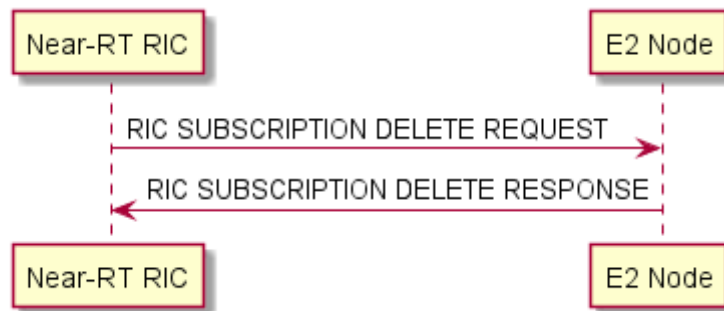 Near-RT RIC
E2 Node
RIC SUBSCRIPTION DELETE REQUEST
RIC SUBSCRIPTION DELETE RESPONSE
Near-RT RIC
E2 Node